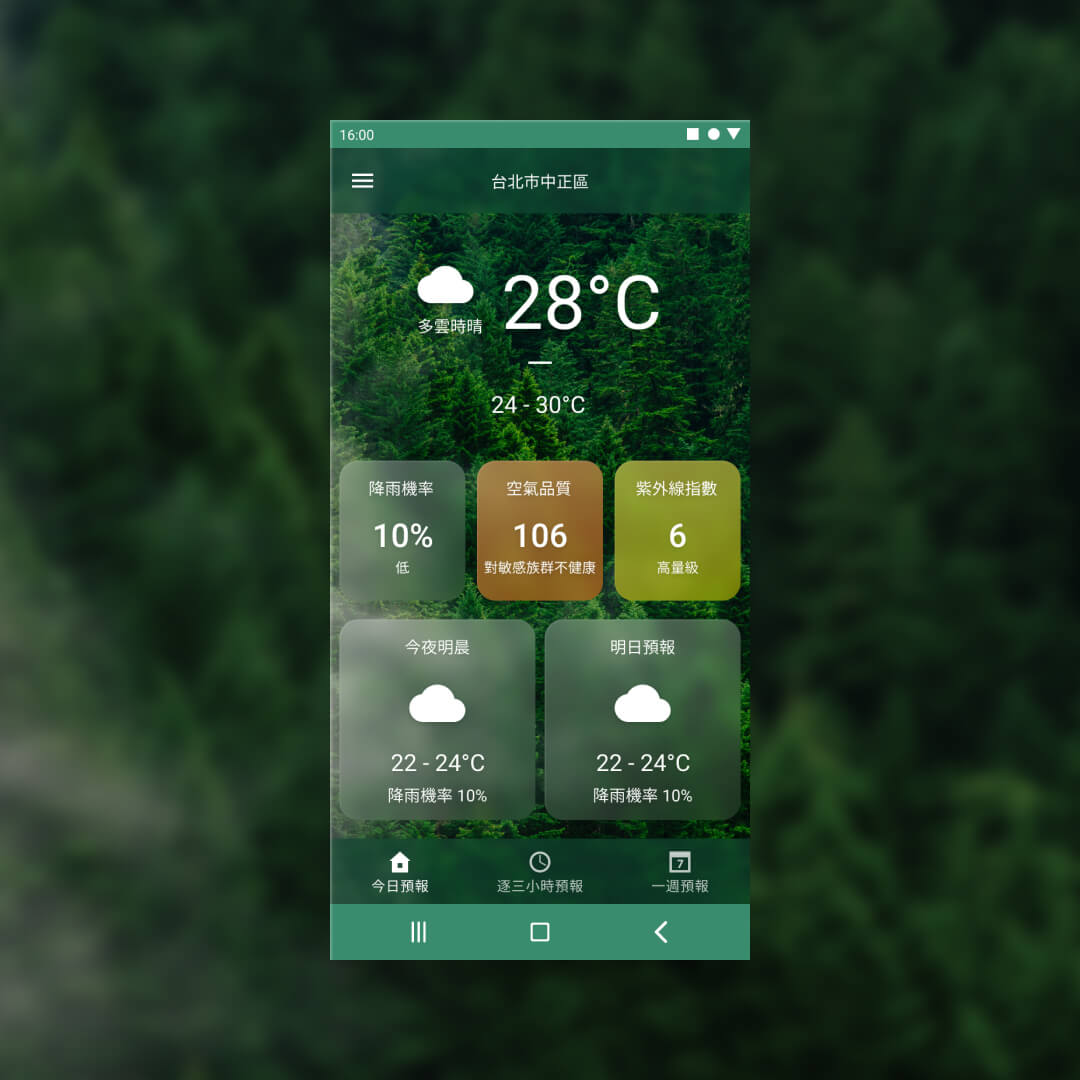 16:00
台北市中正區
28°C
多雲時晴
24 - 30°C
降雨機率
10%
低
空氣品質
106
對敏感族群不健康
紫外線指數
6
高量級
今夜明晨
22 - 24°C
降雨機率 10%
明日預報
22 - 24°C
降雨機率 10%
今日預報
逐三小時預報
7
一週預報